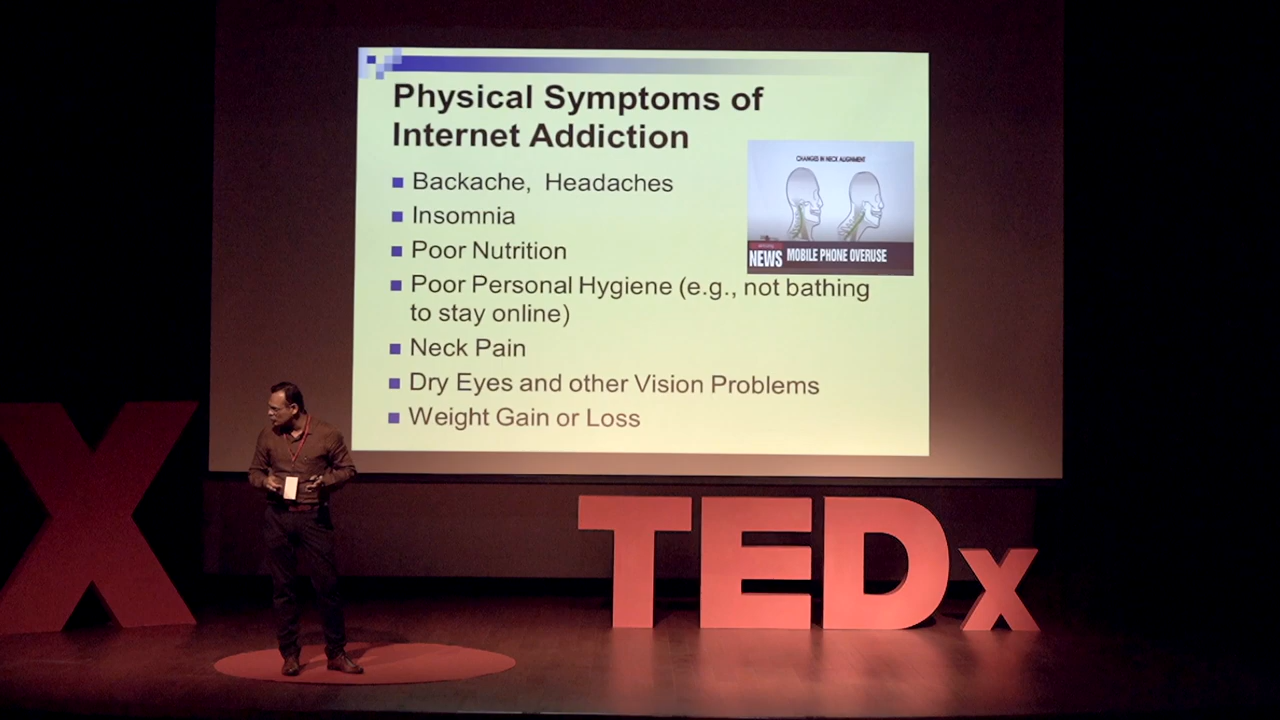 Physical Symptoms of
Internet Addiction
Backache, Headaches
Insomnia
Poor Nutrition
Poor Personal Hygiene (e.g., not bathing
to stay online)
Neck Pain
Dry Eyes and other Vision Problems
Weight Gain or Loss
CHANGES IN NECK ALIGNMENT
NEWS
MOBILE PHONE OVERUSE
X
TEDx